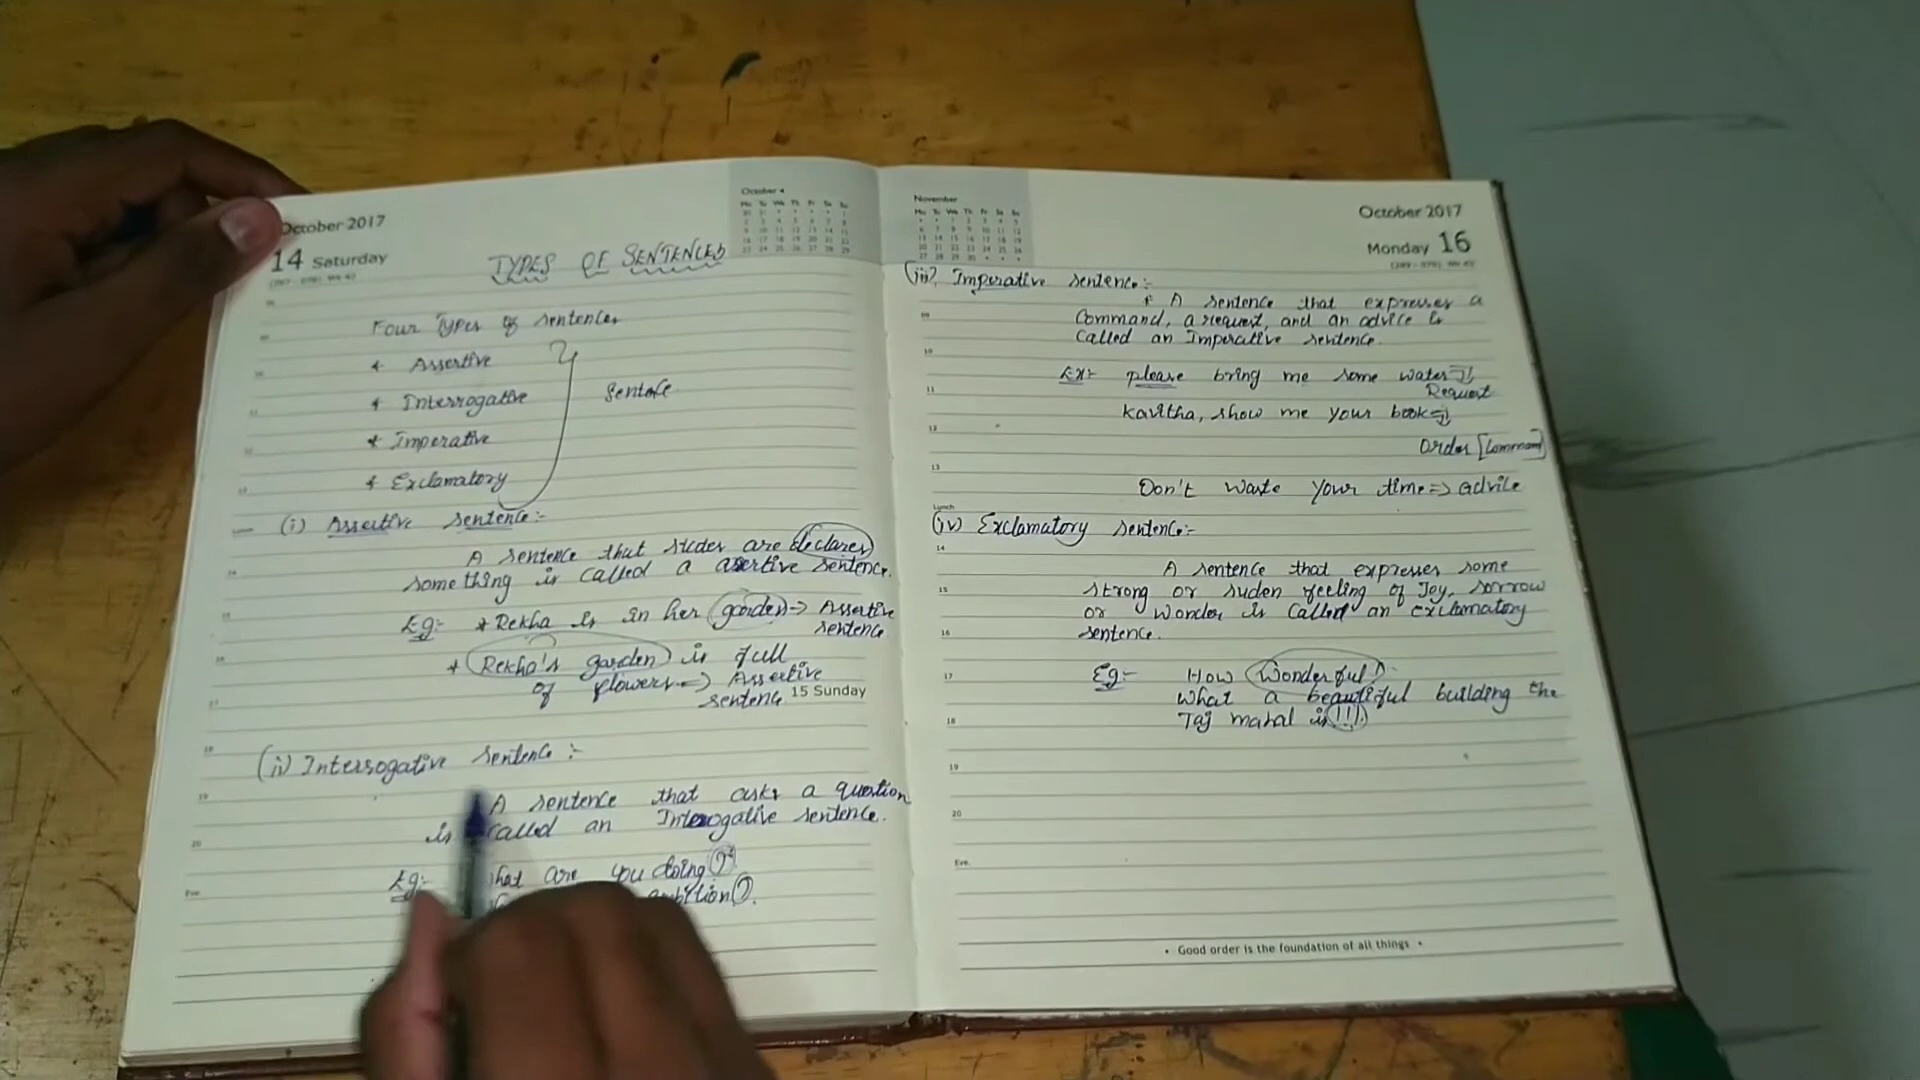 October 2017
14 Saturday
October
TYPES OF SENTENCES
Four Types of sentences
* Assertive
* Interrogative
* Imperative
* Exclamatory
sentence
(i) Assertive sentence:-
A sentence that states are declares
something is called a assertive sentence.
Eg:- * Rekha is in her garden => Assertive
sentence
* Rekha's garden is full
of flowers => Assertive
sentence
15 Sunday
(ii) Interrogative sentence :-
A sentence that asks a question
is called an Interogative sentence.
Eg:- What are you doing ?
ambition ?
November
October 2017
Monday 16
(iii) Imperative sentence:-
* A sentence that expresses a
Command, a request, and an advice is
called an Imperative sentence.
Ex:- please bring me some water =>
Request
Kavitha, show me your book =>
Order [Command]
Don't waste your time => advice
Lunch
(iv) Exclamatory sentence:-
A sentence that expresses some
strong or suden feeling of Joy, sorrow
or wonder is called an exclamatory
sentence.
Eg:- How Wonderful !
What a beautiful building the
Taj mahal is !!!
Eve.
• Good order is the foundation of all things •